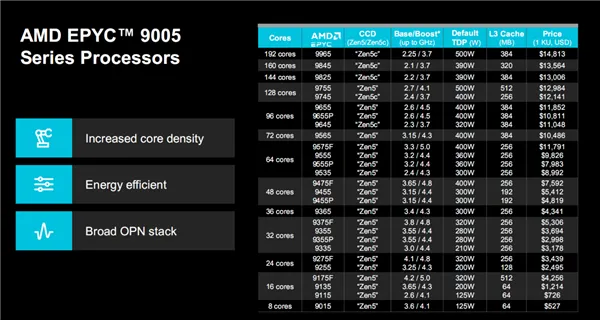 AMD EPYC™ 9005
Series Processors
Increased core density
Energy efficient
Broad OPN stack
Cores AMD EPYC CCD (Zen5/Zen5c) Base/Boost* (up to GHz) Default TDP (W) L3 Cache (MB) Price (1 KU, USD)
192 cores 9965 "Zen5c" 2.25 / 3.7 500W 384 $14,813
160 cores 9845 "Zen5c" 2.1 / 3.7 390W 320 $13,564
144 cores 9825 "Zen5c" 2.2 / 3.7 390W 384 $13,006
128 cores 9755 "Zen5" 2.7 / 4.1 500W 512 $12,984
9745 "Zen5c" 2.4 / 3.7 400W 256 $12,141
96 cores 9655 "Zen5" 2.6 / 4.5 400W 384 $11,852
9655P "Zen5" 2.6 / 4.5 400W 384 $10,811
9645 "Zen5c" 2.3 / 3.7 320W 384 $11,048
72 cores 9565 "Zen5" 3.15 / 4.3 400W 384 $10,486
64 cores 9575F "Zen5" 3.3 / 5.0 400W 256 $11,791
9555 "Zen5" 3.2 / 4.4 360W 256 $9,826
9555P "Zen5" 3.2 / 4.4 360W 256 $7,983
9535 "Zen5" 2.4 / 4.3 300W 256 $8,992
48 cores 9475F "Zen5" 3.65 / 4.8 400W 256 $7,592
9455 "Zen5" 3.15 / 4.4 300W 192 $5,412
9455P "Zen5" 3.15 / 4.4 300W 192 $4,819
36 cores 9365 "Zen5" 3.4 / 4.3 300W 256 $4,341
32 cores 9375F "Zen5" 3.8 / 4.8 320W 256 $5,306
9355 "Zen5" 3.55 / 4.4 280W 256 $3,694
9355P "Zen5" 3.55 / 4.4 280W 256 $2,998
9335 "Zen5" 3.0 / 4.4 210W 256 $3,178
24 cores 9275F "Zen5" 4.1 / 4.8 320W 256 $3,439
9255 "Zen5" 3.25 / 4.3 200W 128 $2,495
16 cores 9175F "Zen5" 4.2 / 5.0 320W 512 $4,256
9135 "Zen5" 3.65 / 4.3 200W 64 $1,214
9115 "Zen5" 2.6 / 4.1 125W 64 $726
8 cores 9015 "Zen5" 3.6 / 4.1 125W 64 $527